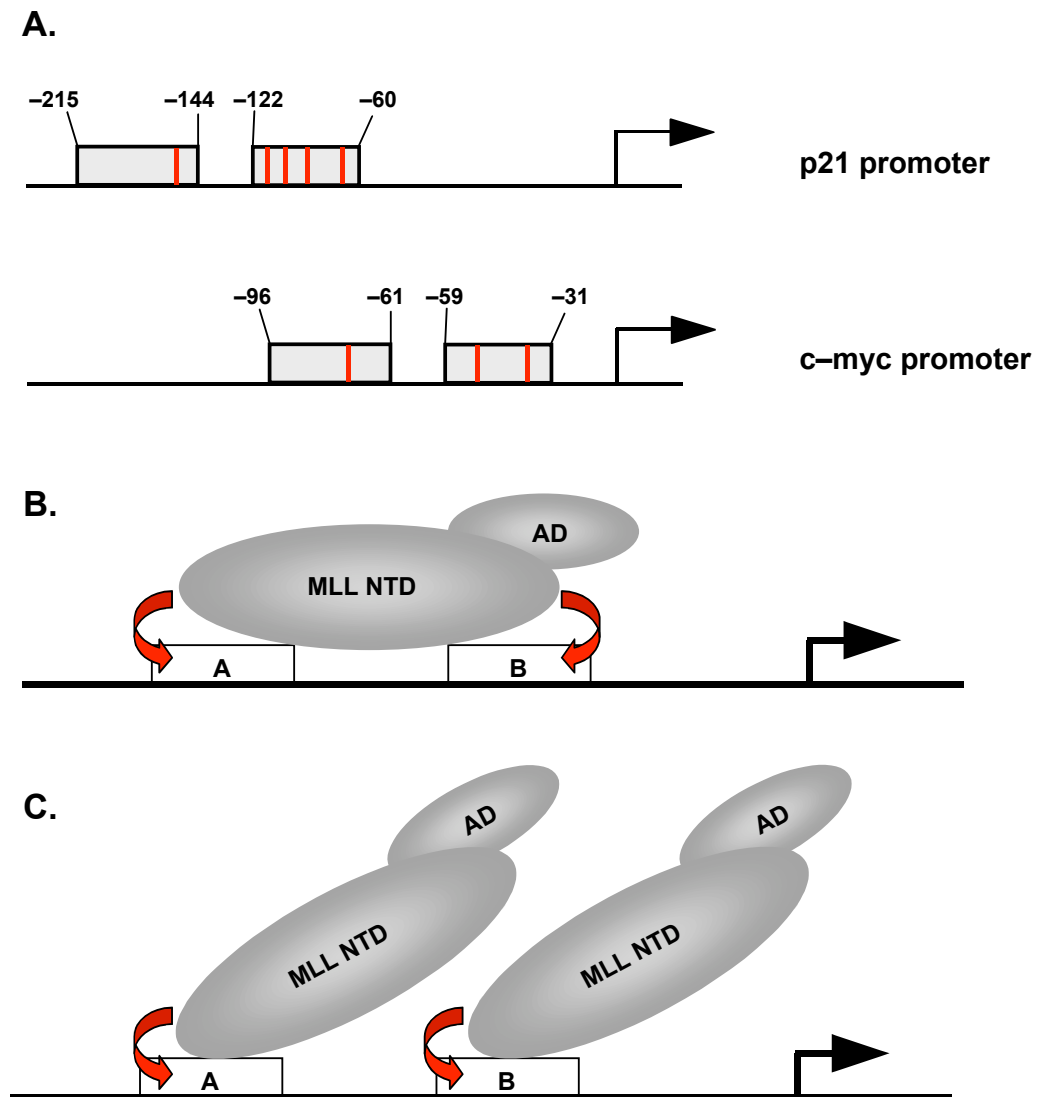 A.
–215 –144 –122 –60
p21 promoter
–96 –61 –59 –31
c–myc promoter
B.
AD
MLL NTD
A B
C.
AD AD
MLL NTD MLL NTD
A B